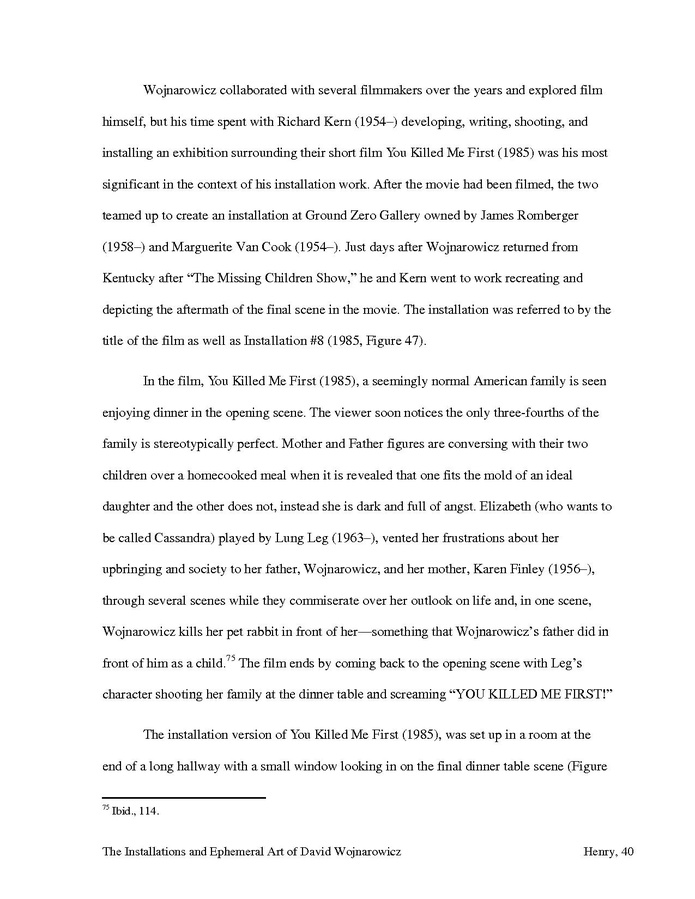 Wojnarowicz collaborated with several filmmakers over the years and explored film
himself, but his time spent with Richard Kern (1954–) developing, writing, shooting, and
installing an exhibition surrounding their short film You Killed Me First (1985) was his most
significant in the context of his installation work. After the movie had been filmed, the two
teamed up to create an installation at Ground Zero Gallery owned by James Romberger
(1958–) and Marguerite Van Cook (1954–). Just days after Wojnarowicz returned from
Kentucky after “The Missing Children Show,” he and Kern went to work recreating and
depicting the aftermath of the final scene in the movie. The installation was referred to by the
title of the film as well as Installation #8 (1985, Figure 47).
In the film, You Killed Me First (1985), a seemingly normal American family is seen
enjoying dinner in the opening scene. The viewer soon notices the only three-fourths of the
family is stereotypically perfect. Mother and Father figures are conversing with their two
children over a homecooked meal when it is revealed that one fits the mold of an ideal
daughter and the other does not, instead she is dark and full of angst. Elizabeth (who wants to
be called Cassandra) played by Lung Leg (1963–), vented her frustrations about her
upbringing and society to her father, Wojnarowicz, and her mother, Karen Finley (1956–),
through several scenes while they commiserate over her outlook on life and, in one scene,
Wojnarowicz kills her pet rabbit in front of her—something that Wojnarowicz’s father did in
front of him as a child.75 The film ends by coming back to the opening scene with Leg’s
character shooting her family at the dinner table and screaming “YOU KILLED ME FIRST!”
The installation version of You Killed Me First (1985), was set up in a room at the
end of a long hallway with a small window looking in on the final dinner table scene (Figure
75 Ibid., 114.
The Installations and Ephemeral Art of David Wojnarowicz Henry, 40